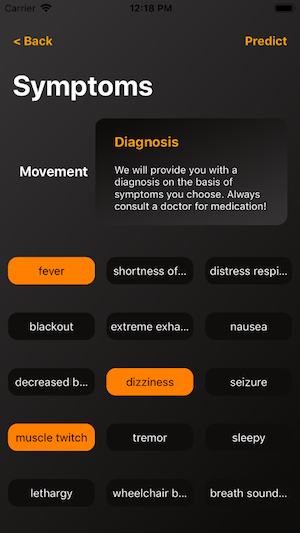 Carrier 12:18 PM
< Back Predict
Symptoms
Diagnosis
Movement
We will provide you with a
diagnosis on the basis of
symptoms you choose. Always
consult a doctor for medication!
fever shortness of... distress respi...
blackout extreme exha... nausea
decreased b... dizziness seizure
muscle twitch tremor sleepy
lethargy wheelchair b... breath sound...